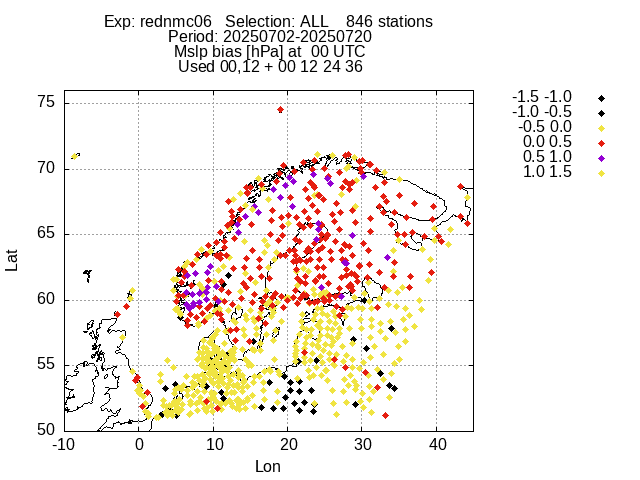 Exp: rednmc06 Selection: ALL 846 stations
Period: 20250702-20250720
Mslp bias [hPa] at 00 UTC
Used 00,12 + 00 12 24 36
-1.5 -1.0
-1.0 -0.5
-0.5 0.0
0.0 0.5
0.5 1.0
1.0 1.5
75
70
65
60
55
50
Lat
-10 0 10 20 30 40
Lon